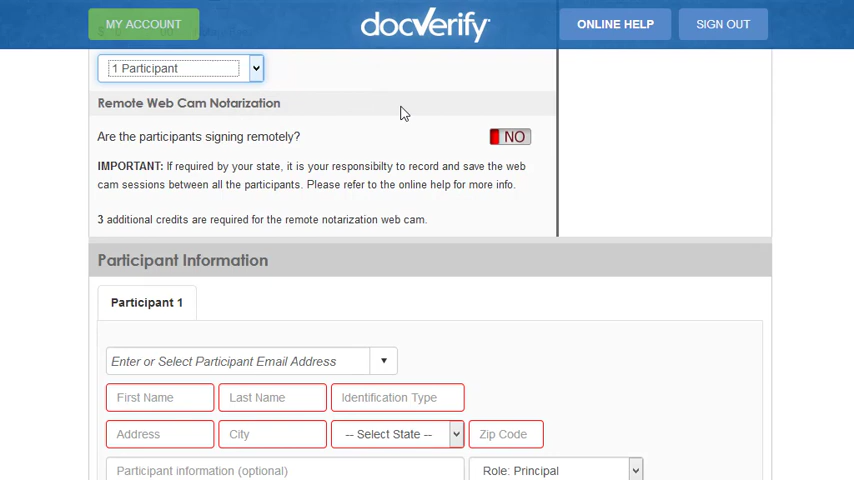 MY ACCOUNT
docverify
ONLINE HELP
SIGN OUT
1 Participant
Remote Web Cam Notarization
Are the participants signing remotely?
NO
IMPORTANT: If required by your state, it is your responsibilty to record and save the web
cam sessions between all the participants. Please refer to the online help for more info.
3 additional credits are required for the remote notarization web cam.
Participant Information
Participant 1
Enter or Select Participant Email Address
First Name
Last Name
Identification Type
Address
City
-- Select State --
Zip Code
Participant information (optional)
Role: Principal